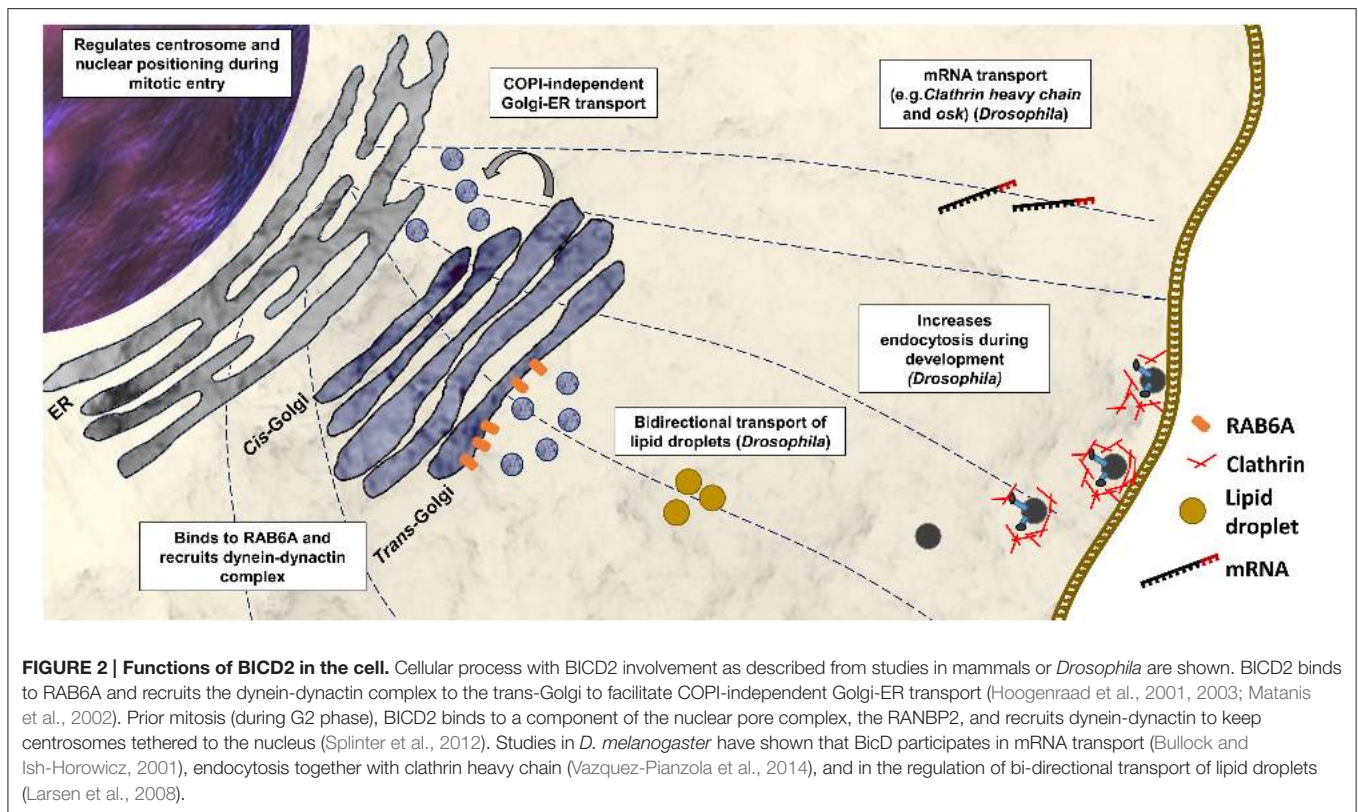 Regulates centrosome and
nuclear positioning during
mitotic entry
COPI-independent
Golgi-ER transport
mRNA transport
(e.g.Clathrin heavy chain
and osk) (Drosophila)
Increases
endocytosis during
development
(Drosophila)
Bidirectional transport of
lipid droplets (Drosophila)
ER
Cis-Golgi
Trans-Golgi
Binds to RAB6A and
recruits dynein-dynactin
complex
RAB6A
Clathrin
Lipid
droplet
mRNA
FIGURE 2 | Functions of BICD2 in the cell. Cellular process with BICD2 involvement as described from studies in mammals or Drosophila are shown. BICD2 binds
to RAB6A and recruits the dynein-dynactin complex to the trans-Golgi to facilitate COPI-independent Golgi-ER transport (Hoogenraad et al., 2001, 2003; Matanis
et al., 2002). Prior mitosis (during G2 phase), BICD2 binds to a component of the nuclear pore complex, the RANBP2, and recruits dynein-dynactin to keep
centrosomes tethered to the nucleus (Splinter et al., 2012). Studies in D. melanogaster have shown that BicD participates in mRNA transport (Bullock and
Ish-Horowicz, 2001), endocytosis together with clathrin heavy chain (Vazquez-Pianzola et al., 2014), and in the regulation of bi-directional transport of lipid droplets
(Larsen et al., 2008).